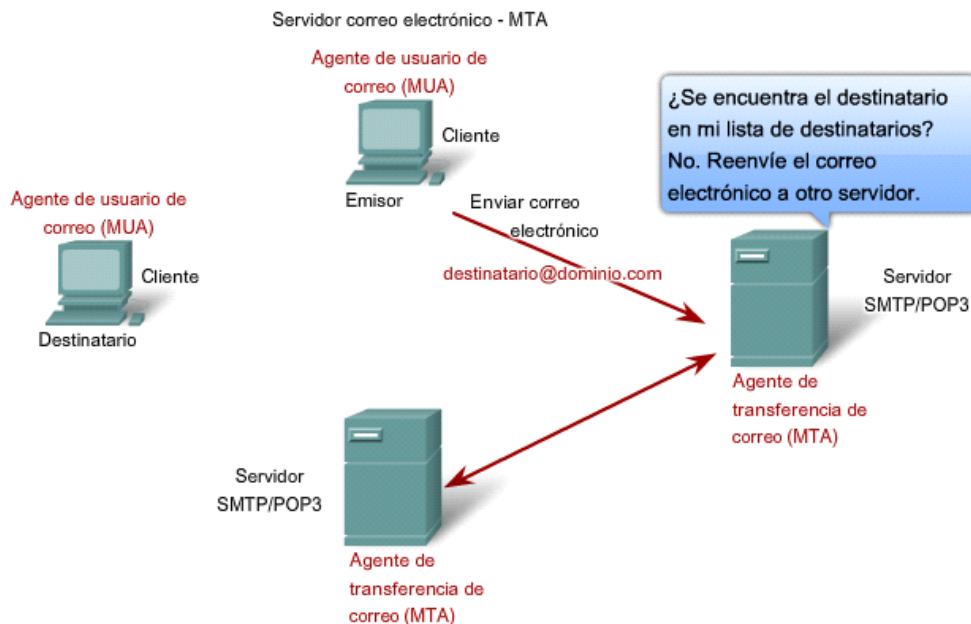 Servidor correo electrónico - MTA
Agente de usuario de
correo (MUA)
Cliente
Emisor
¿Se encuentra el destinatario
en mi lista de destinatarios?
No. Reenvíe el correo
electrónico a otro servidor.
Agente de usuario de
correo (MUA)
Cliente
Destinatario
Enviar correo
electrónico
destinatario@dominio.com
Servidor
SMTP/POP3
Agente de
transferencia de
correo (MTA)
Servidor
SMTP/POP3
Agente de
transferencia de
correo (MTA)